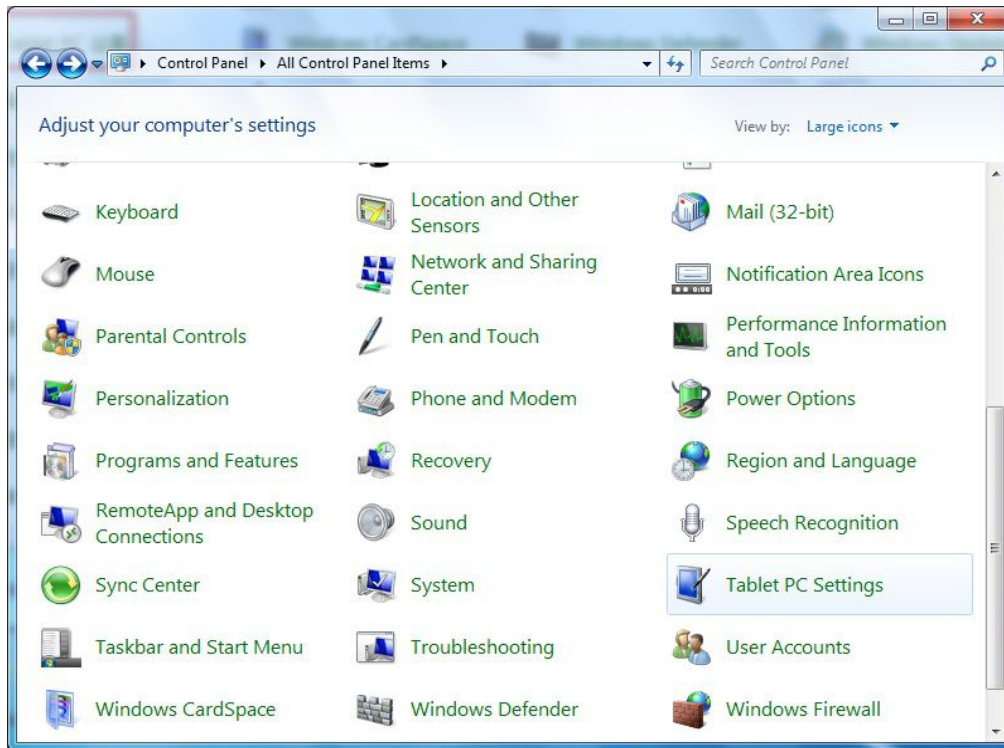 Control Panel All Control Panel Items Search Control Panel
Adjust your computer's settings View by: Large icons
Keyboard
Location and Other
Sensors
Mail (32-bit)
Mouse
Network and Sharing
Center
Notification Area Icons
Parental Controls
Pen and Touch
Performance Information
and Tools
Personalization
Phone and Modem
Power Options
Programs and Features
Recovery
Region and Language
RemoteApp and Desktop
Connections
Sound
Speech Recognition
Sync Center
System
Tablet PC Settings
Taskbar and Start Menu
Troubleshooting
User Accounts
Windows CardSpace
Windows Defender
Windows Firewall